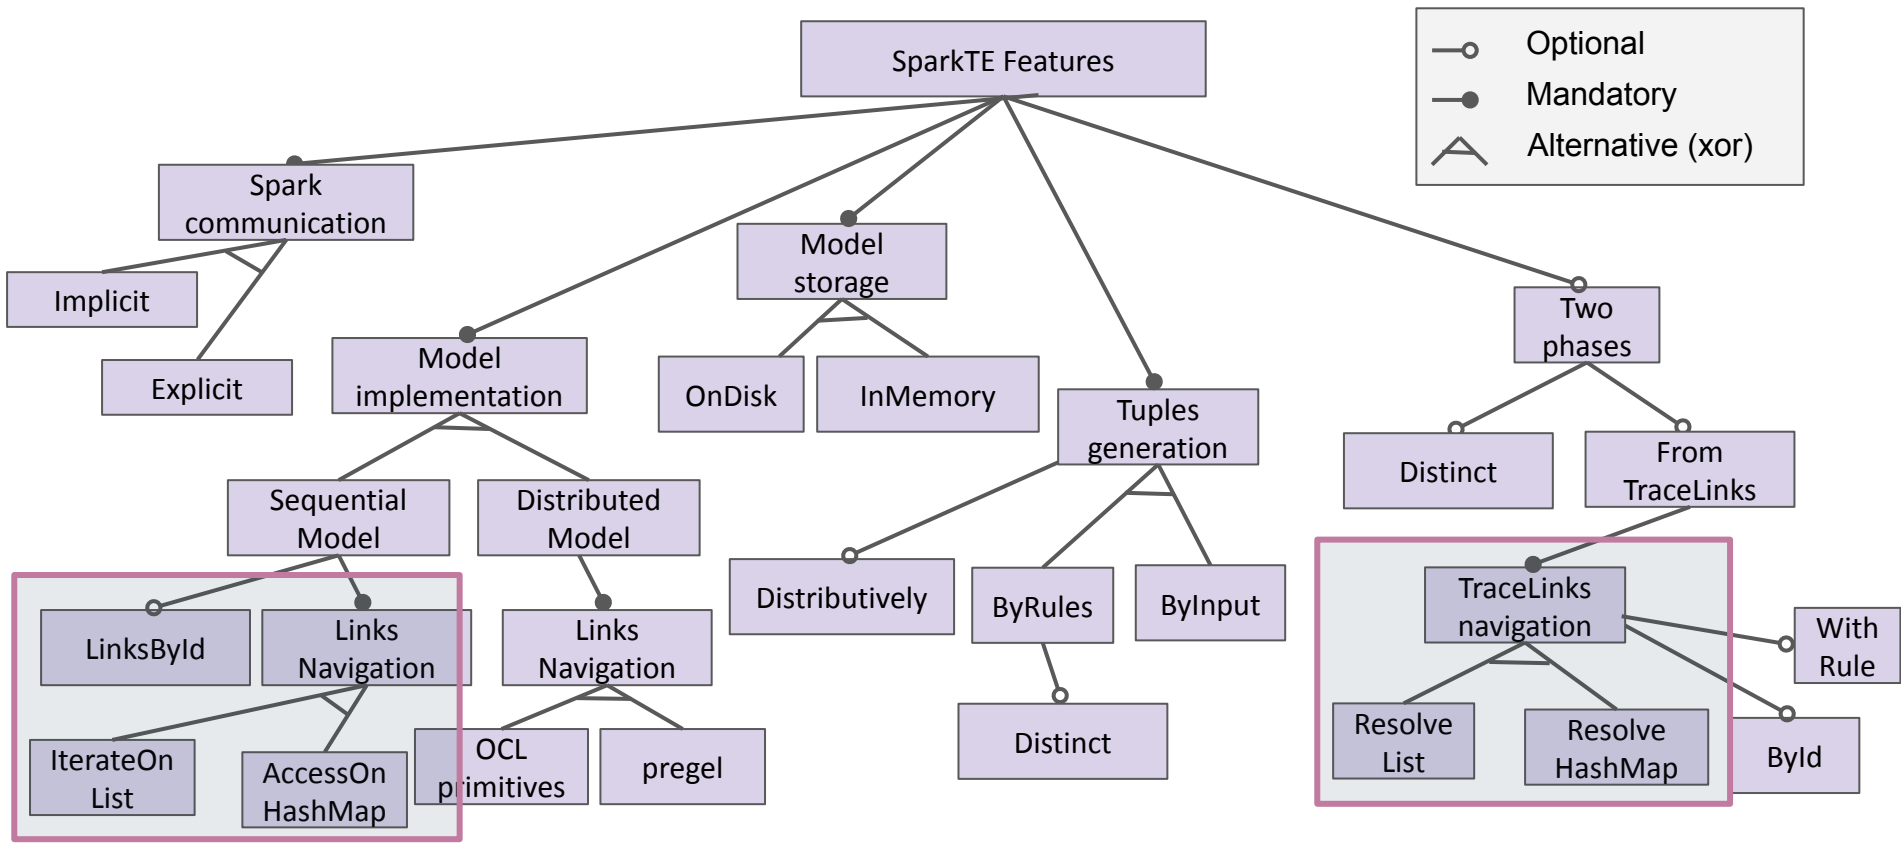 SparkTE Features
Optional
Mandatory
Alternative (xor)
Spark
communication
Implicit
Explicit
Model
implementation
Model
storage
OnDisk
InMemory
Tuples
generation
Two
phases
Distinct
From
TraceLinks
Sequential
Model
Distributed
Model
LinksById
Links
Navigation
Links
Navigation
IterateOn
List
AccessOn
HashMap
OCL
primitives
pregel
Distributively
ByRules
ByInput
Distinct
TraceLinks
navigation
With
Rule
Resolve
List
Resolve
HashMap
ById